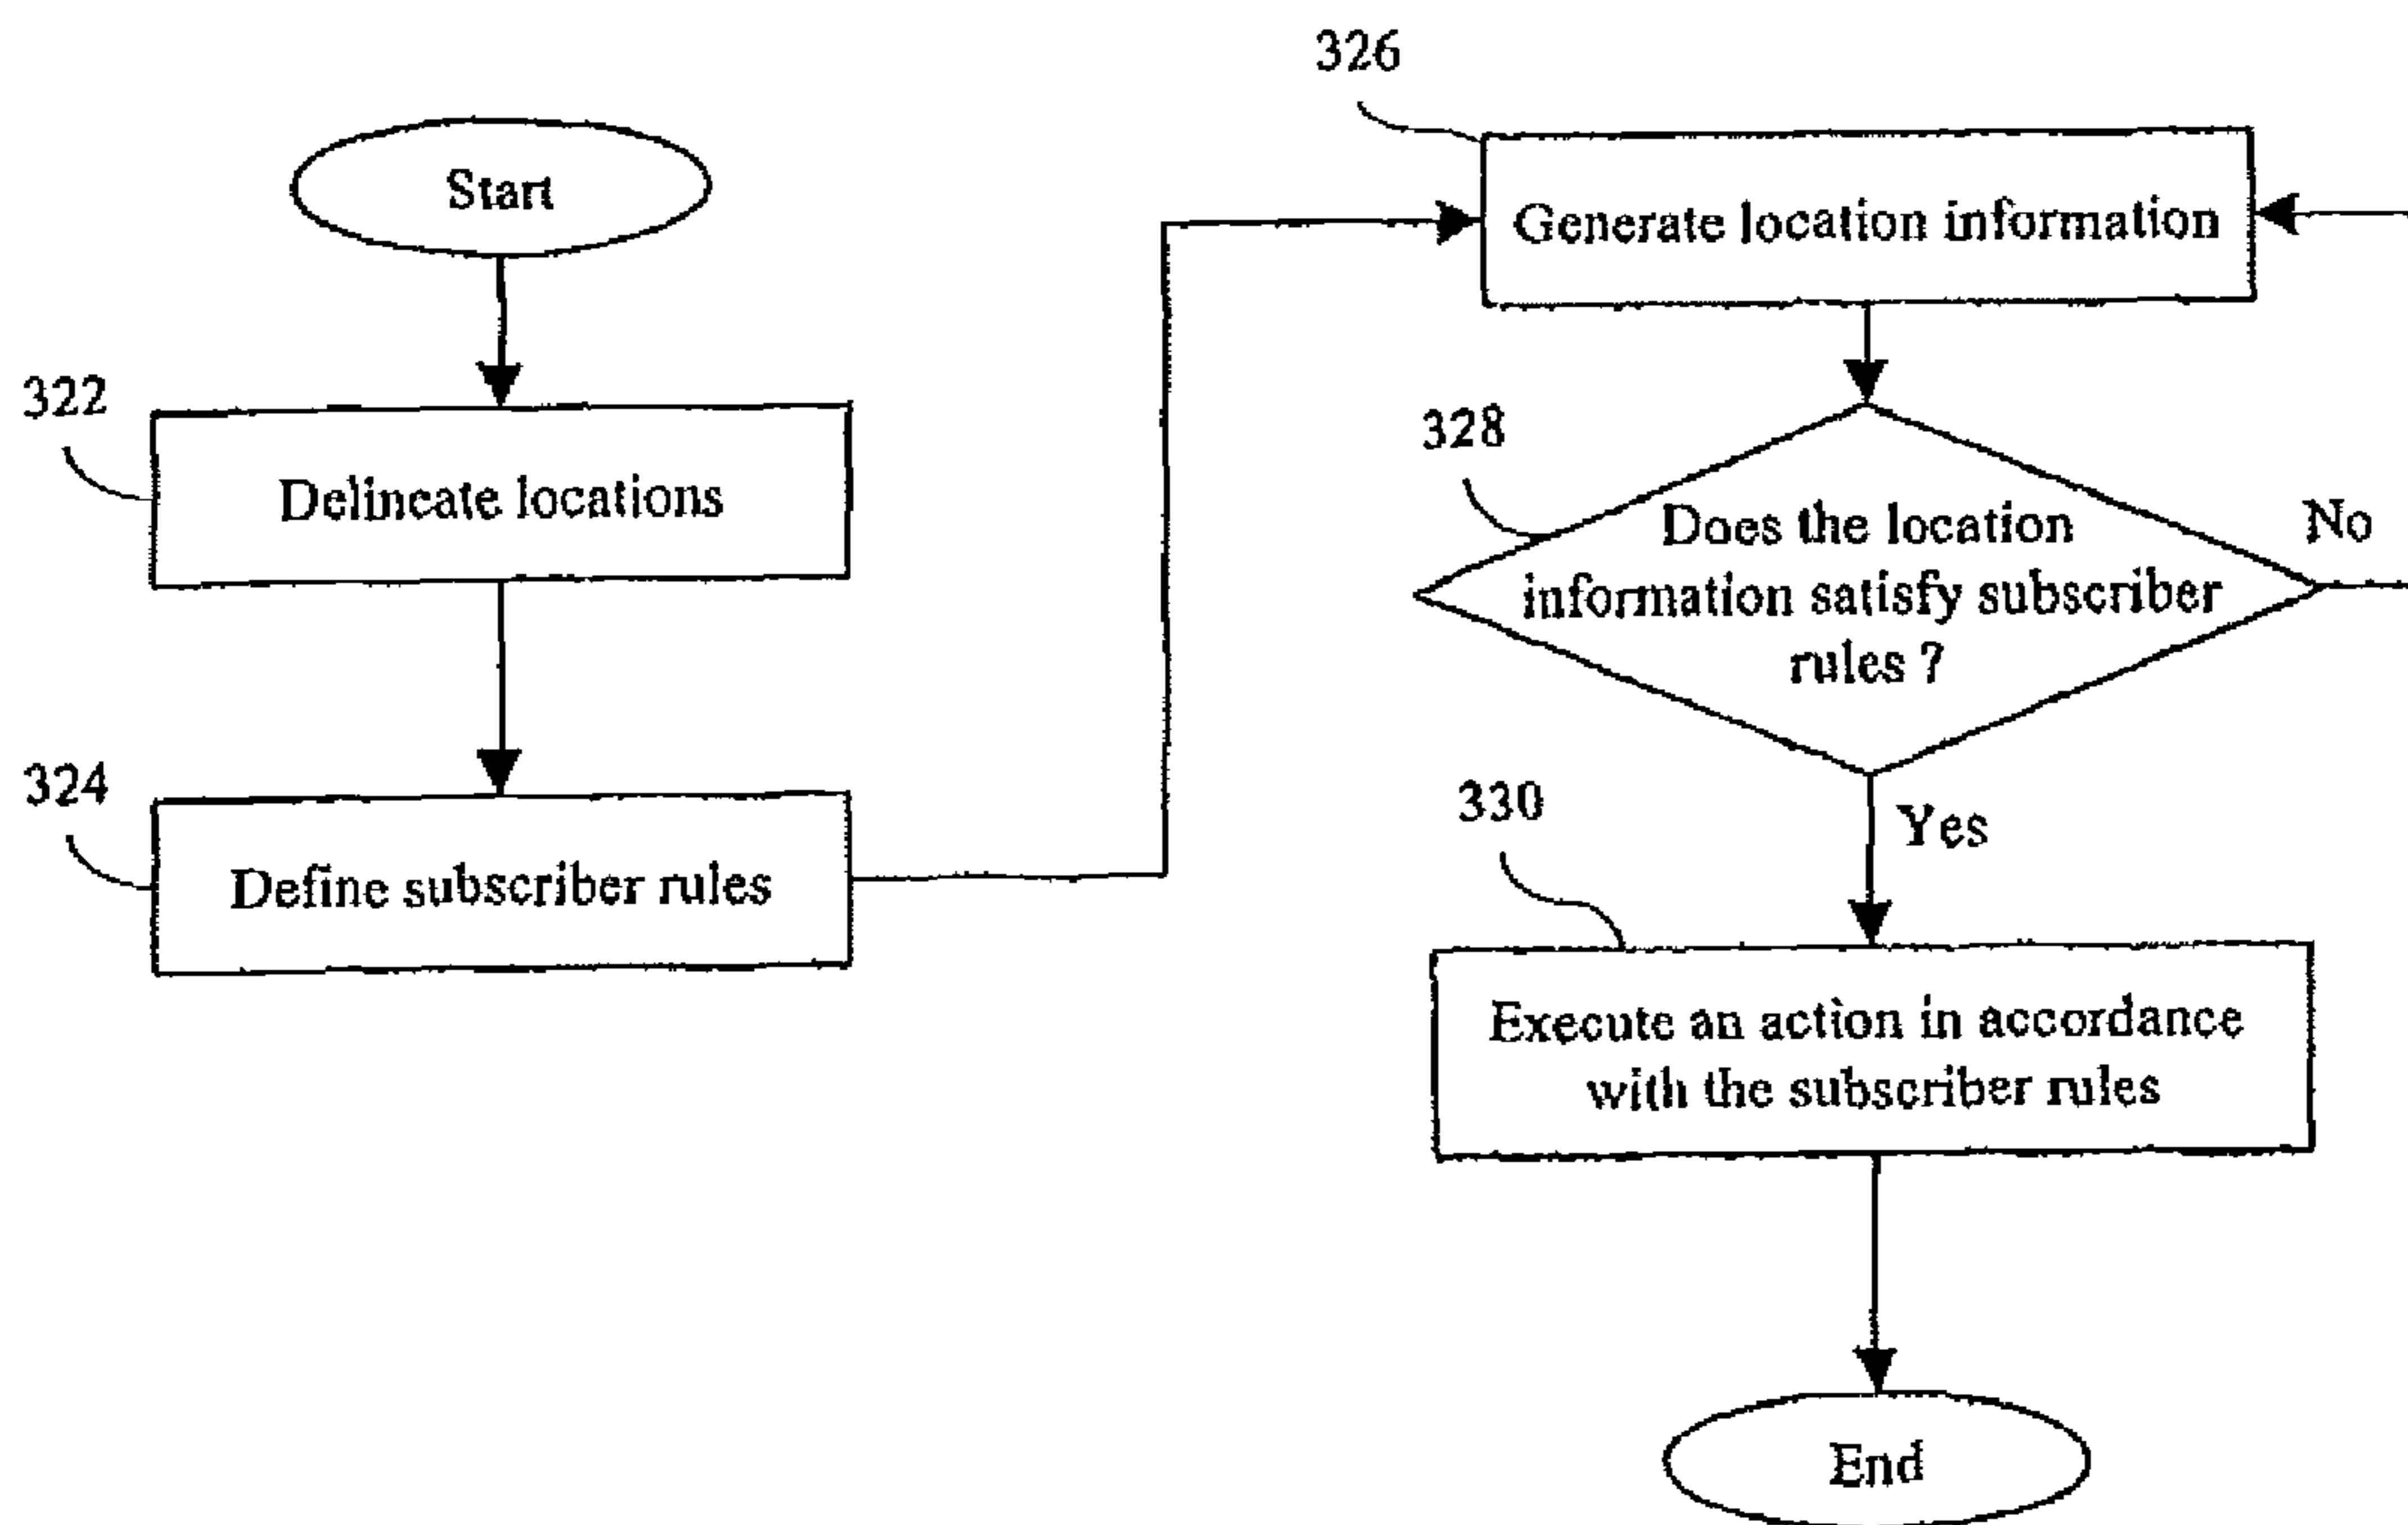 Start
322
Delineate locations
324
Define subscriber rules
326
Generate location information
328
Does the location
information satisfy subscriber
rules ?
No
Yes
330
Execute an action in accordance
with the subscriber rules
End